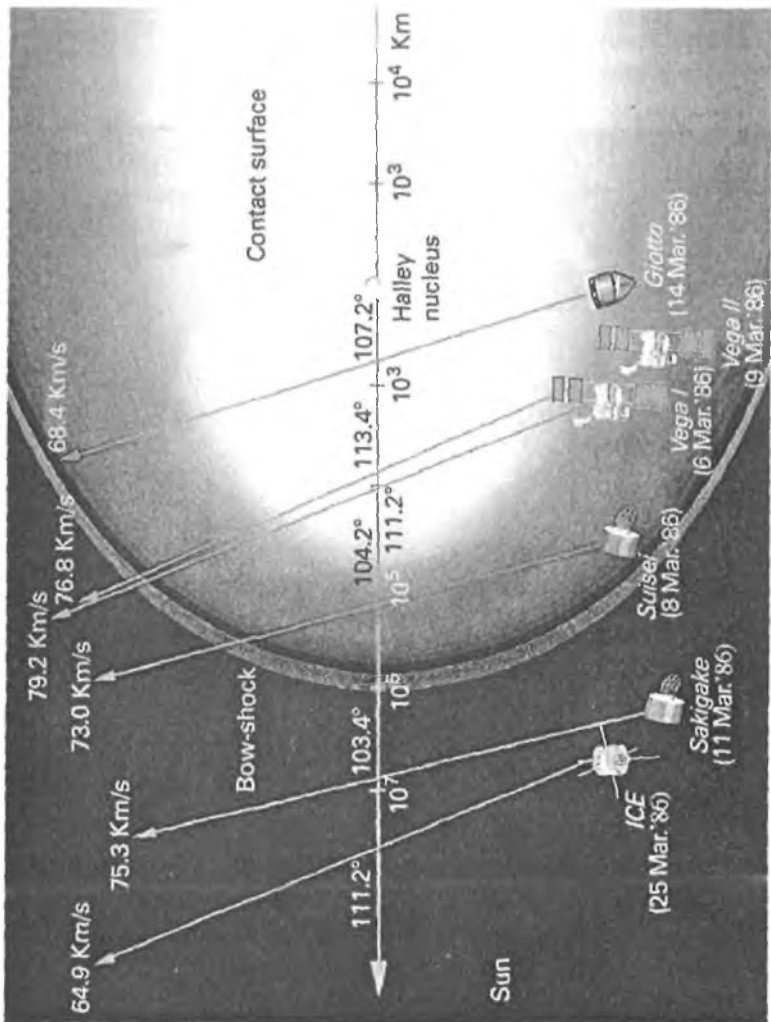 64.9 Km/s
75.3 Km/s
73.0 Km/s
79.2 Km/s
76.8 Km/s
68.4 Km/s
Bow-shock
Contact surface
Sun
111.2°
103.4°
104.2°
111.2°
113.4°
107.2°
10⁷
10⁶
10⁵
10³
Halley
nucleus
10³
10⁴ Km
ICE
(25 Mar.'86)
Sakigake
(11 Mar.'86)
Suisei
(8 Mar.'86)
Vega I
(6 Mar.'86)
Vega II
(9 Mar.'86)
Giotto
(14 Mar.'86)